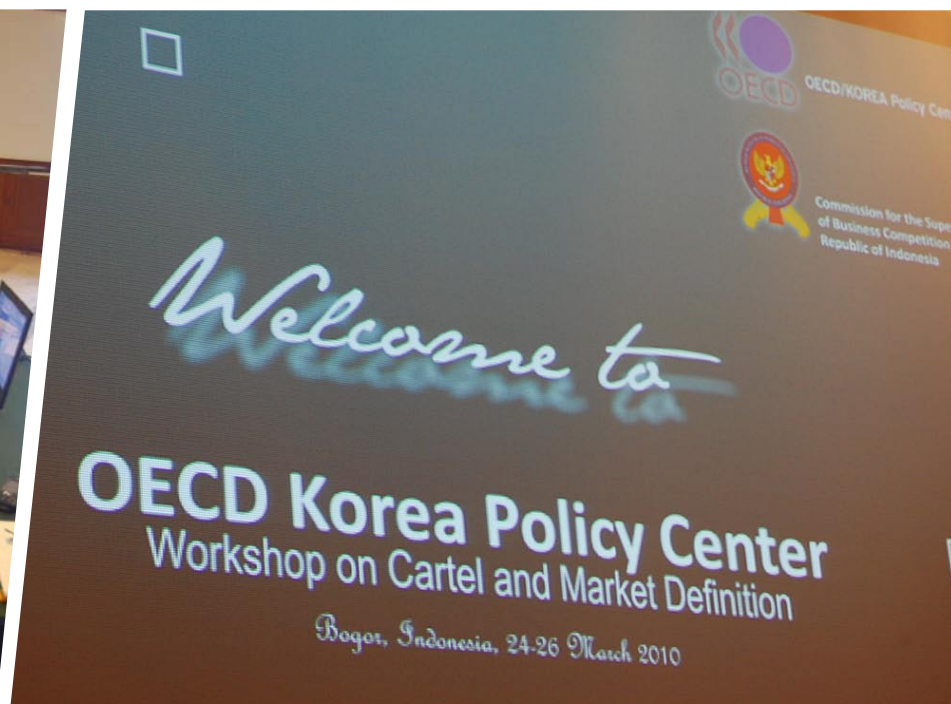 OECD
OECD/KOREA Policy Cen
Commission for the Supe
of Business Competition
Republic of Indonesia
Welcome to
OECD Korea Policy Center
Workshop on Cartel and Market Definition
Bogor, Indonesia, 24-26 March 2010